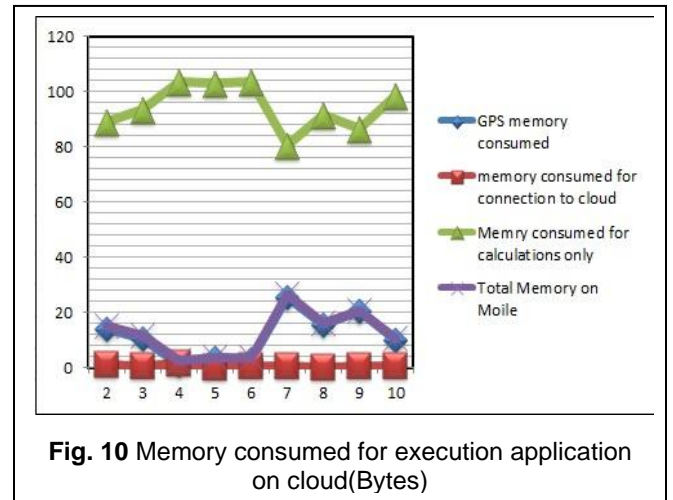 120
100
80
60
40
20
0
2 3 4 5 6 7 8 9 10
GPS memory
consumed
memory consumed for
connection to cloud
Memry consumed for
calculations only
Total Memory on
Moile
Fig. 10 Memory consumed for execution application
on cloud(Bytes)